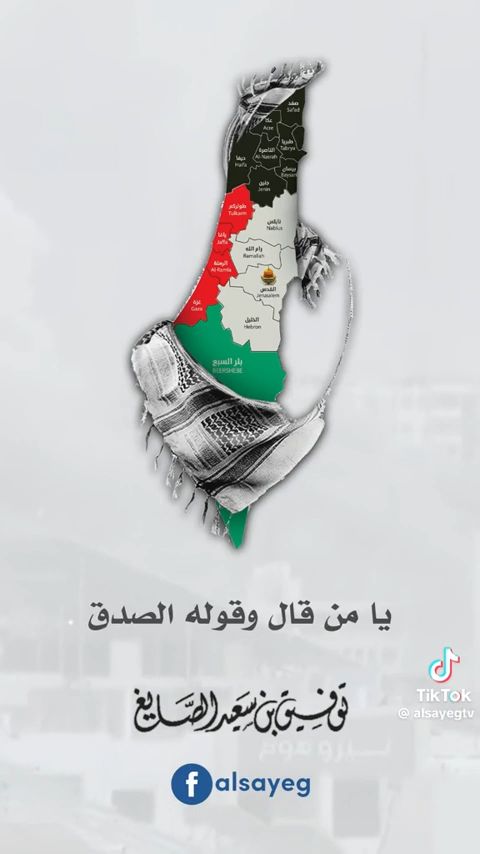 صفد
Safad
عكا
Acre
طبريا
Tabrya
الناصرة
Al-Nasrah
حيفا
Haifa
بيسان
Baysan
جنين
Jenin
طولكرم
Tulkarm
نابلس
Nablus
يافا
Jaffa
رام الله
Ramallah
الرملة
Al-Ramla
القدس
Jerusalem
غزة
Gaza
الخليل
Hebron
بئر السبع
BEERSHEBE
يا من قال وقوله الصدق
توفيق بن سعيد الصايغ
alsayeg
TikTok
@ alsayegtv